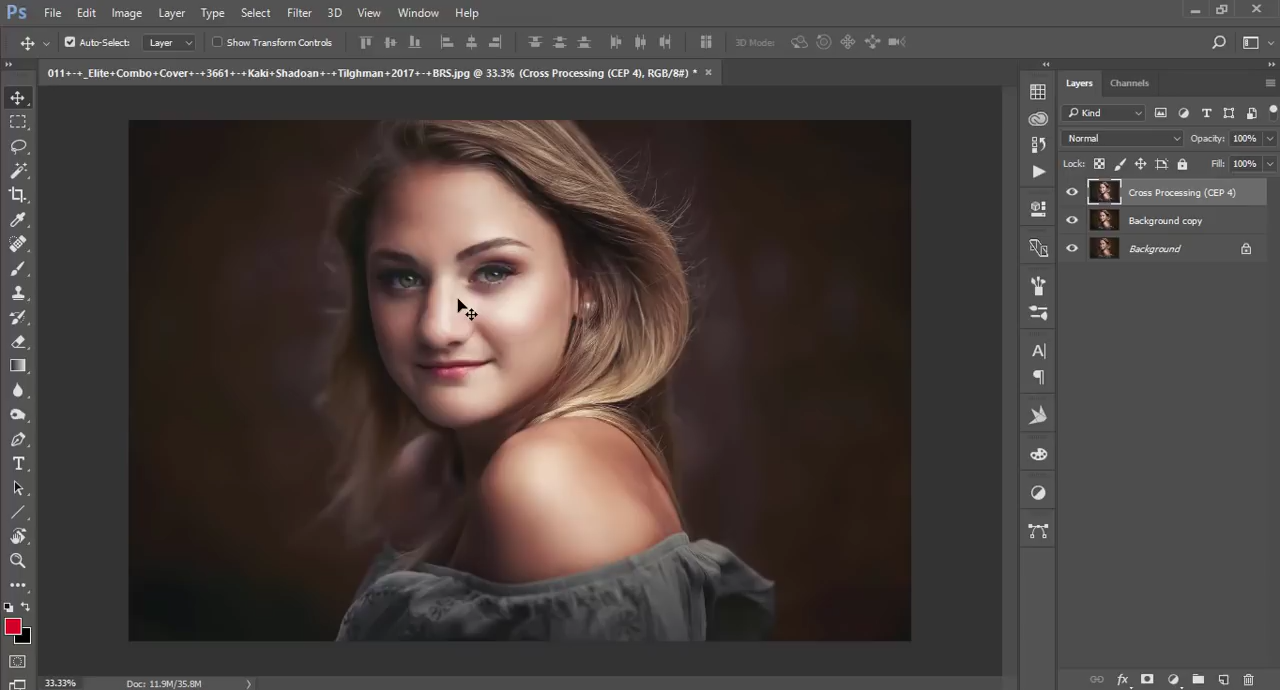 Ps File Edit Image Layer Type Select Filter 3D View Window Help
Auto-Select: Layer Show Transform Controls 3D Mode:
011+-+_Elite+Combo+Cover+-+3661+-+Kaki+Shadoan+-+Tilghman+2017+-+BRS.jpg @ 33.3% (Cross Processing (CEP 4), RGB/8#) *
Layers Channels
Kind
Normal Opacity: 100%
Lock: Fill: 100%
Cross Processing (CEP 4)
Background copy
Background
33.33% Doc: 11.9M/35.8M